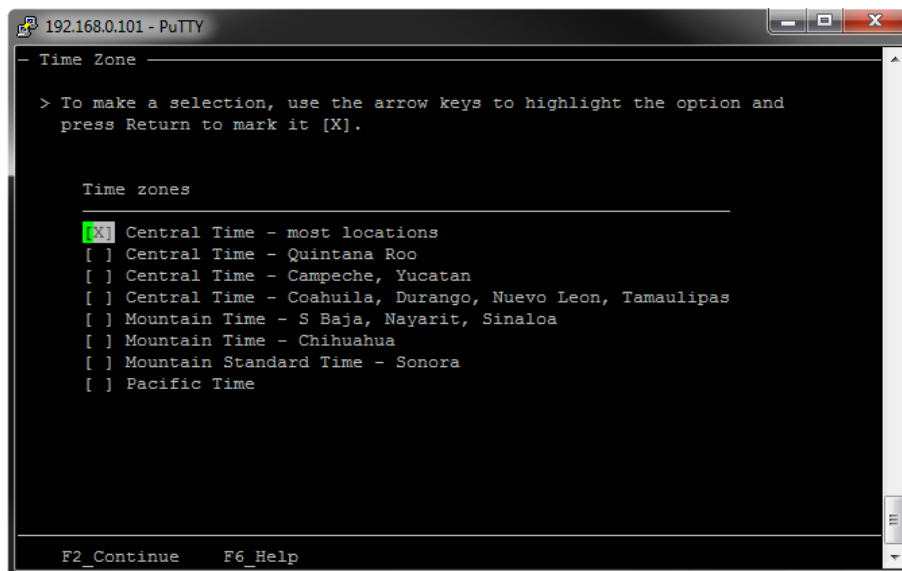 192.168.0.101 - PuTTY
Time Zone
> To make a selection, use the arrow keys to highlight the option and
press Return to mark it [X].
Time zones
[X] Central Time - most locations
[ ] Central Time - Quintana Roo
[ ] Central Time - Campeche, Yucatan
[ ] Central Time - Coahuila, Durango, Nuevo Leon, Tamaulipas
[ ] Mountain Time - S Baja, Nayarit, Sinaloa
[ ] Mountain Time - Chihuahua
[ ] Mountain Standard Time - Sonora
[ ] Pacific Time
F2_Continue F6_Help